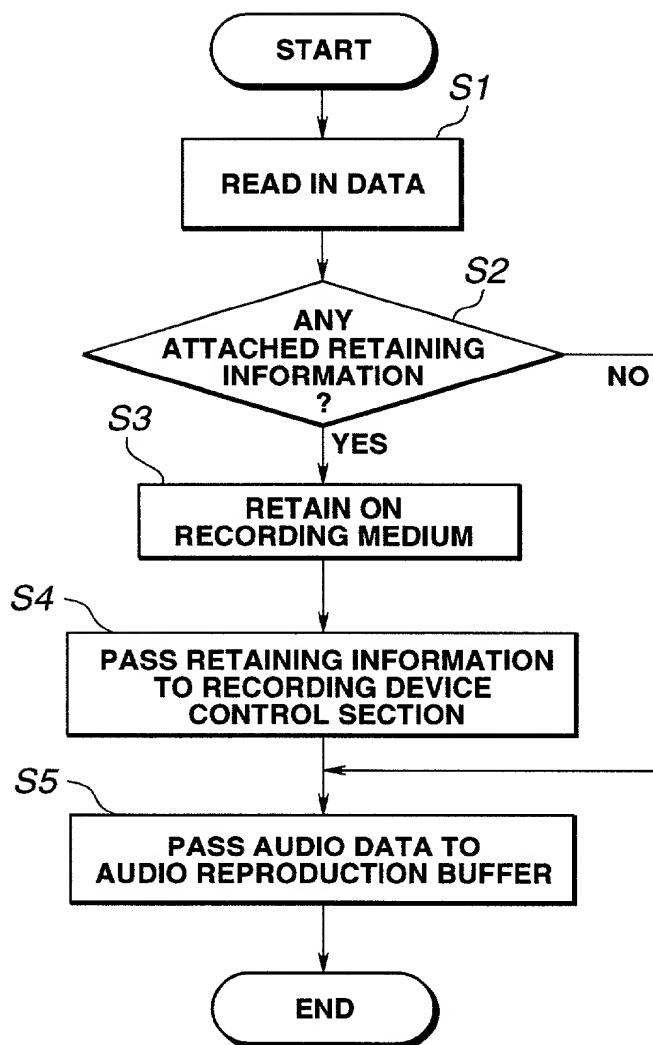 START
S1
READ IN DATA
S2
ANY
ATTACHED RETAINING
INFORMATION
?
NO
S3
YES
RETAIN ON
RECORDING MEDIUM
S4
PASS RETAINING INFORMATION
TO RECORDING DEVICE
CONTROL SECTION
S5
PASS AUDIO DATA TO
AUDIO REPRODUCTION BUFFER
END